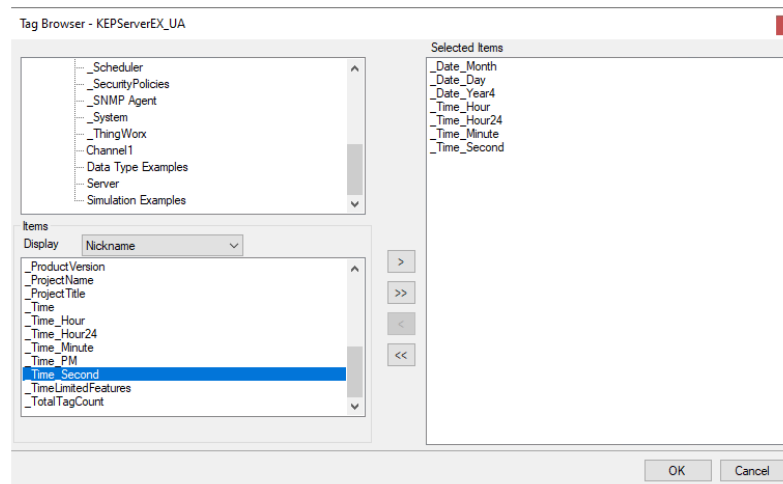 Tag Browser - KEPServerEX_UA
_Scheduler
_SecurityPolicies
_SNMP Agent
_System
_ThingWorx
Channel1
Data Type Examples
Server
Simulation Examples
Items
Display Nickname
_ProductVersion
_ProjectName
_ProjectTitle
_Time
_Time_Hour
_Time_Hour24
_Time_Minute
_Time_PM
_Time_Second
_TimeLimitedFeatures
_TotalTagCount
>
>>
<
<<
Selected Items
_Date_Month
_Date_Day
_Date_Year4
_Time_Hour
_Time_Hour24
_Time_Minute
_Time_Second
OK Cancel